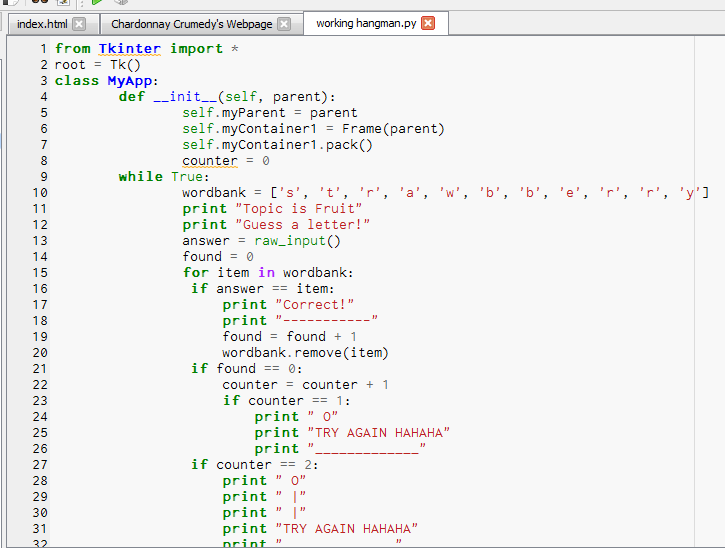 index.html Chardonnay Crumedy's Webpage working hangman.py
1 from Tkinter import *
2 root = Tk()
3 class MyApp:
4 def __init__(self, parent):
5 self.myParent = parent
6 self.myContainer1 = Frame(parent)
7 self.myContainer1.pack()
8 counter = 0
9 while True:
10 wordbank = ['s', 't', 'r', 'a', 'w', 'b', 'b', 'e', 'r', 'r', 'y']
11 print "Topic is Fruit"
12 print "Guess a letter!"
13 answer = raw_input()
14 found = 0
15 for item in wordbank:
16 if answer == item:
17 print "Correct!"
18 print "-----------"
19 found = found + 1
20 wordbank.remove(item)
21 if found == 0:
22 counter = counter + 1
23 if counter == 1:
24 print " O"
25 print "TRY AGAIN HAHAHA"
26 print "_____________"
27 if counter == 2:
28 print " O"
29 print " |"
30 print " |"
31 print "TRY AGAIN HAHAHA"
32 print "